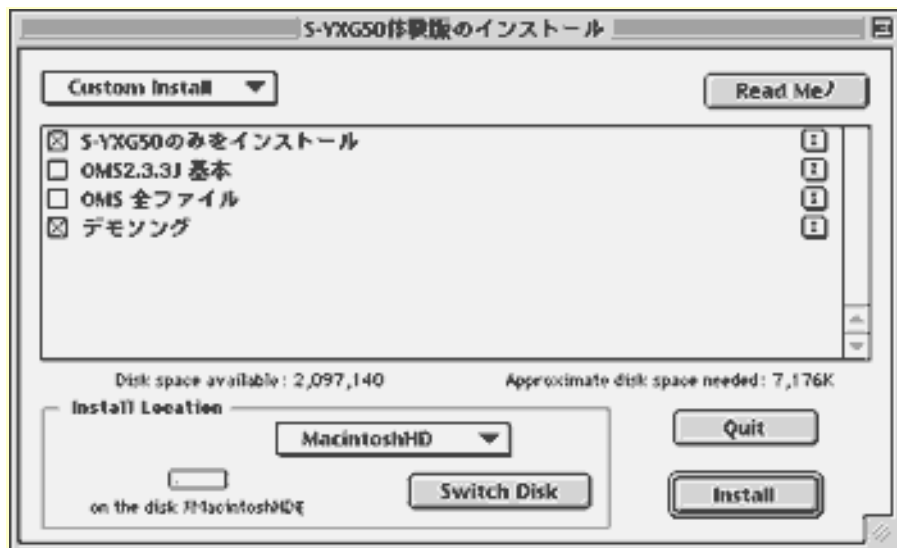 S-YXG50体験版のインストール
Custom Install
Read Me
S-YXG50のみをインストール
OMS2.3.3J 基本
OMS 全ファイル
デモソング
Disk space available : 2,097,140
Approximate disk space needed : 7,176K
Install Location
MacintoshHD
Quit
Switch Disk
on the disk
Install